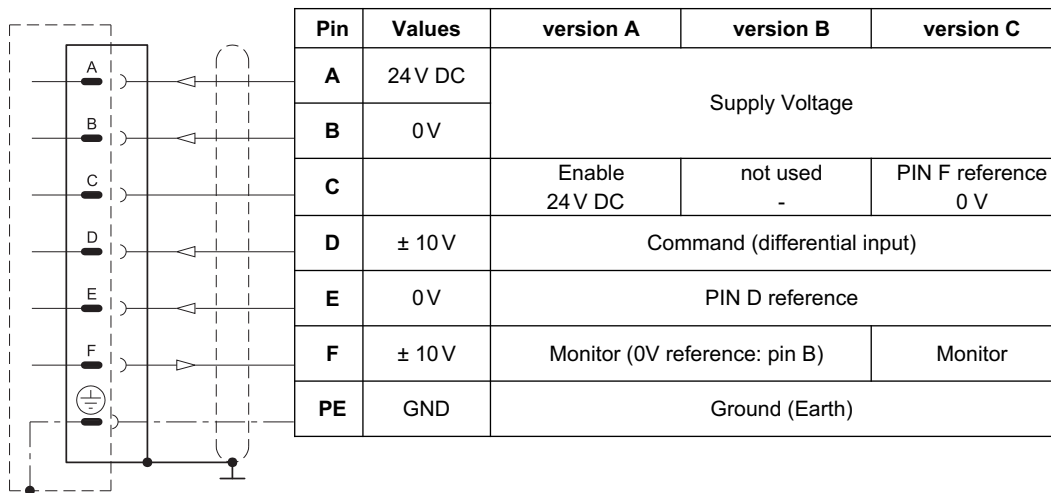 Pin Values version A version B version C
A 24 V DC Supply Voltage
B 0 V
C Enable 24 V DC not used - PIN F reference 0 V
D ± 10 V Command (differential input)
E 0 V PIN D reference
F ± 10 V Monitor (0V reference: pin B) Monitor
PE GND Ground (Earth)
A
B
C
D
E
F